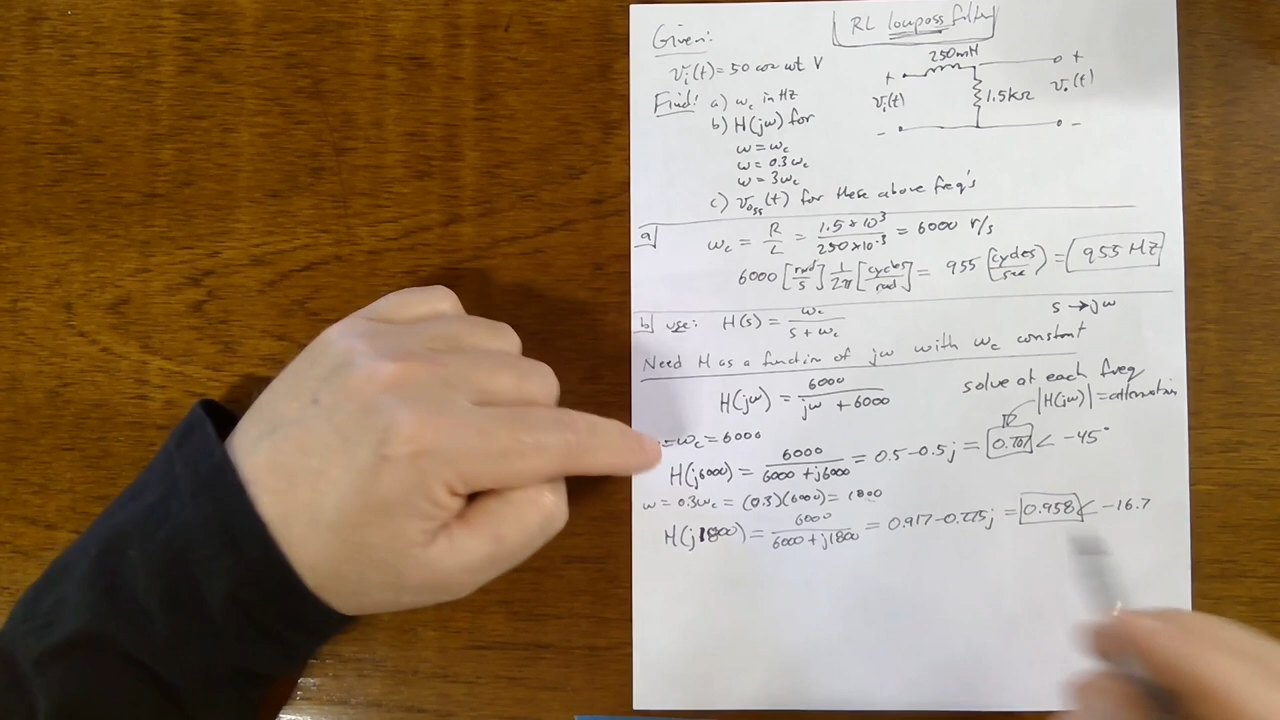 RL lowpass filter
Given:
vi(t) = 50 cos ωt V
Find: a) ωc in Hz
b) H(jω) for
ω = ωc
ω = 0.3ωc
ω = 3ωc
c) voss(t) for these above freq's
250mH
+ +
vi(t) 1.5kΩ vo(t)
- -
a) ωc = R/L = 1.5*10^3/250*10^-3 = 6000 r/s
6000 [rad/s] 1/2π [cycles/rad] = 955 (cycles/sec) = 955 Hz
b) use: H(s) = ωc/(s + ωc) s → jω
Need H as a function of jω with ωc constant
H(jω) = 6000/(jω + 6000) solve at each freq
|H(jω)| = attenuation
=ωc = 6000
H(j6000) = 6000/(6000 + j6000) = 0.5 - 0.5j = 0.707 < -45°
ω = 0.3ωc = (0.3)(6000) = 1800
H(j1800) = 6000/(6000 + j1800) = 0.917 - 0.275j = 0.958 < -16.7